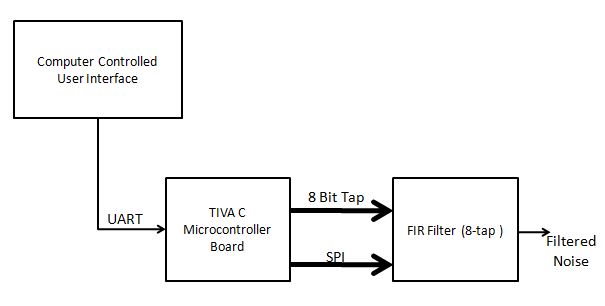 Computer Controlled
User Interface
UART
TIVA C
Microcontroller
Board
8 Bit Tap
SPI
FIR Filter (8-tap )
Filtered
Noise